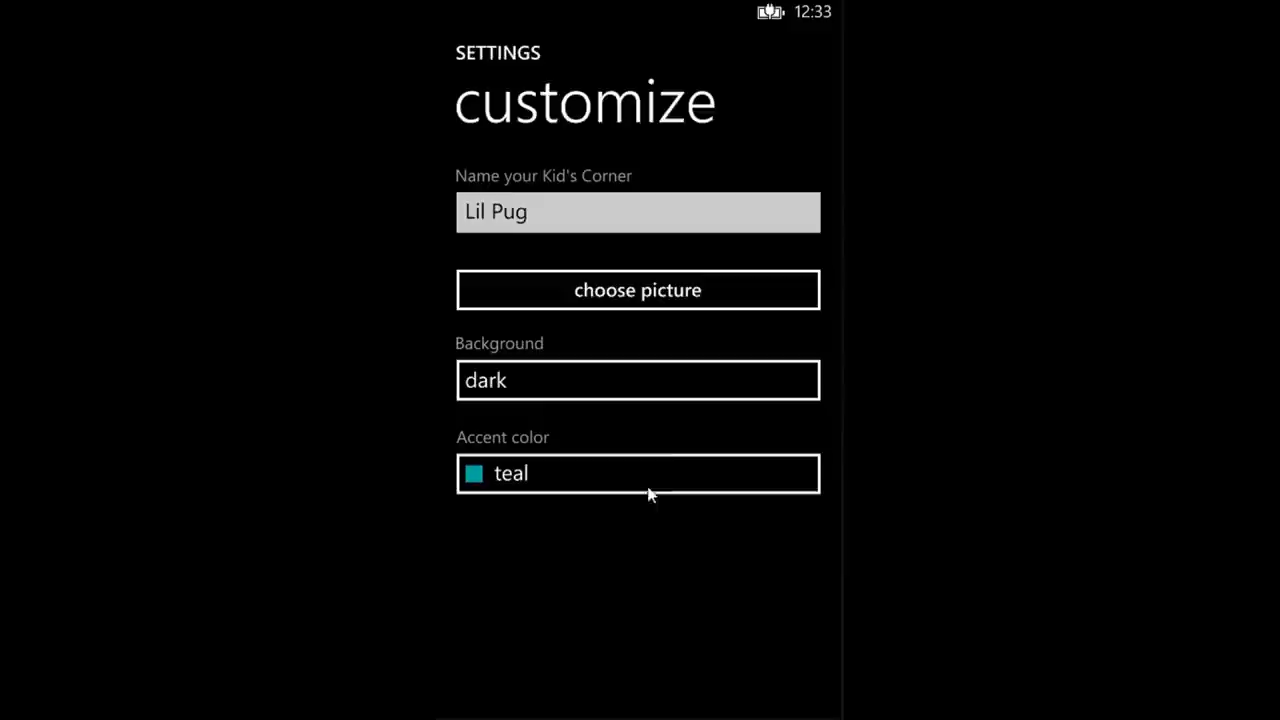 12:33
SETTINGS
customize
Name your Kid's Corner
Lil Pug
choose picture
Background
dark
Accent color
teal